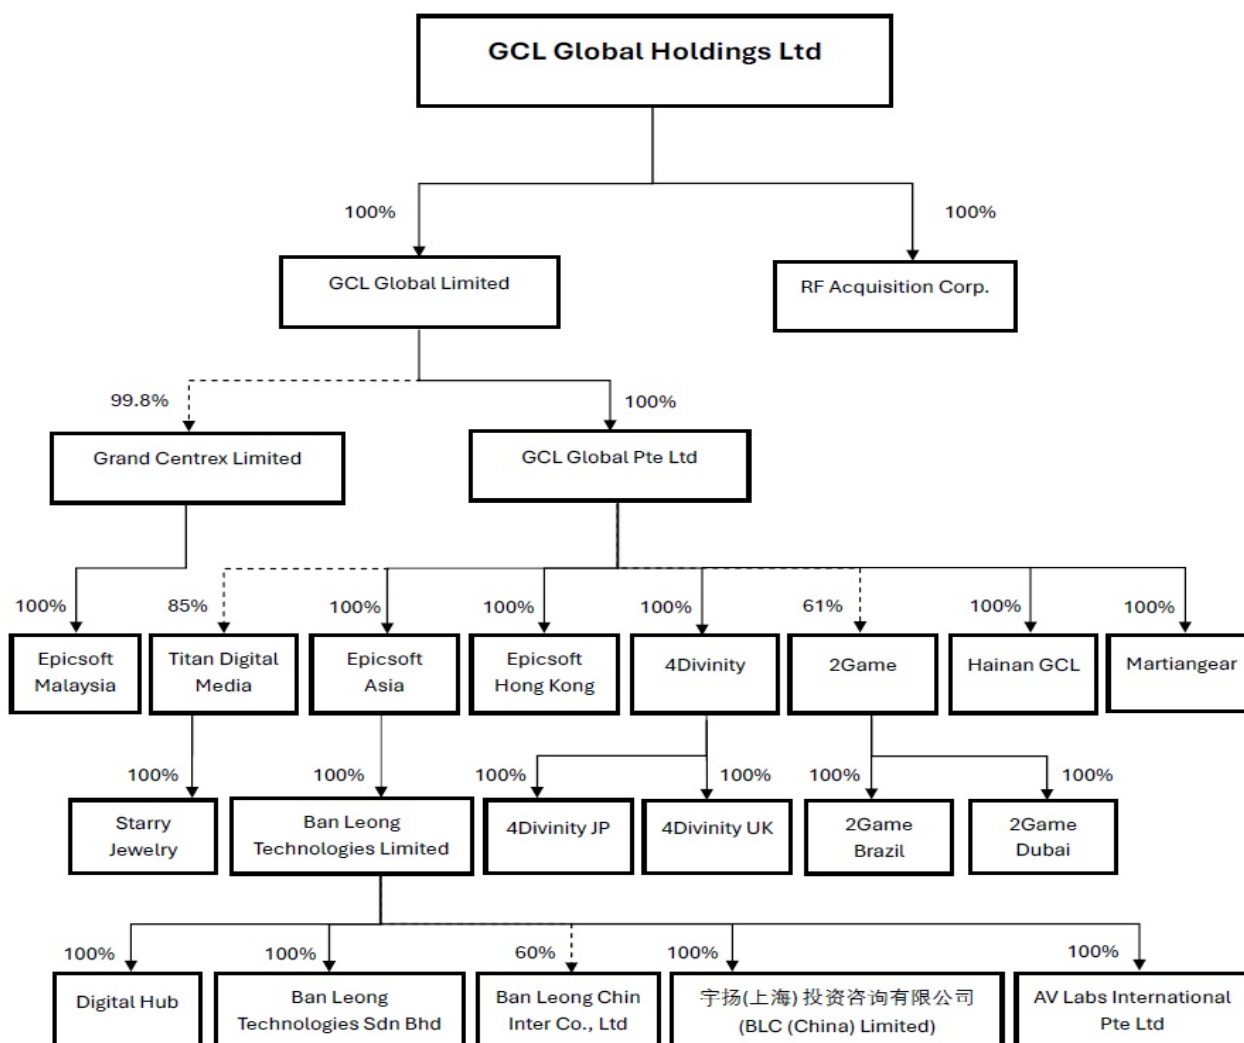 GCL Global Holdings Ltd
100%
100%
GCL Global Limited
RF Acquisition Corp.
99.8%
100%
Grand Centrex Limited
GCL Global Pte Ltd
100%
85%
100%
100%
100%
61%
100%
100%
Epicsoft
Malaysia
Titan Digital
Media
Epicsoft
Asia
Epicsoft
Hong Kong
4Divinity
2Game
Hainan GCL
Martiangear
100%
100%
100%
100%
100%
100%
Starry
Jewelry
Ban Leong
Technologies Limited
4Divinity JP
4Divinity UK
2Game
Brazil
2Game
Dubai
100%
100%
60%
100%
100%
Digital Hub
Ban Leong
Technologies Sdn Bhd
Ban Leong Chin
Inter Co., Ltd
宇扬(上海) 投资咨询有限公司
(BLC (China) Limited)
AV Labs International
Pte Ltd